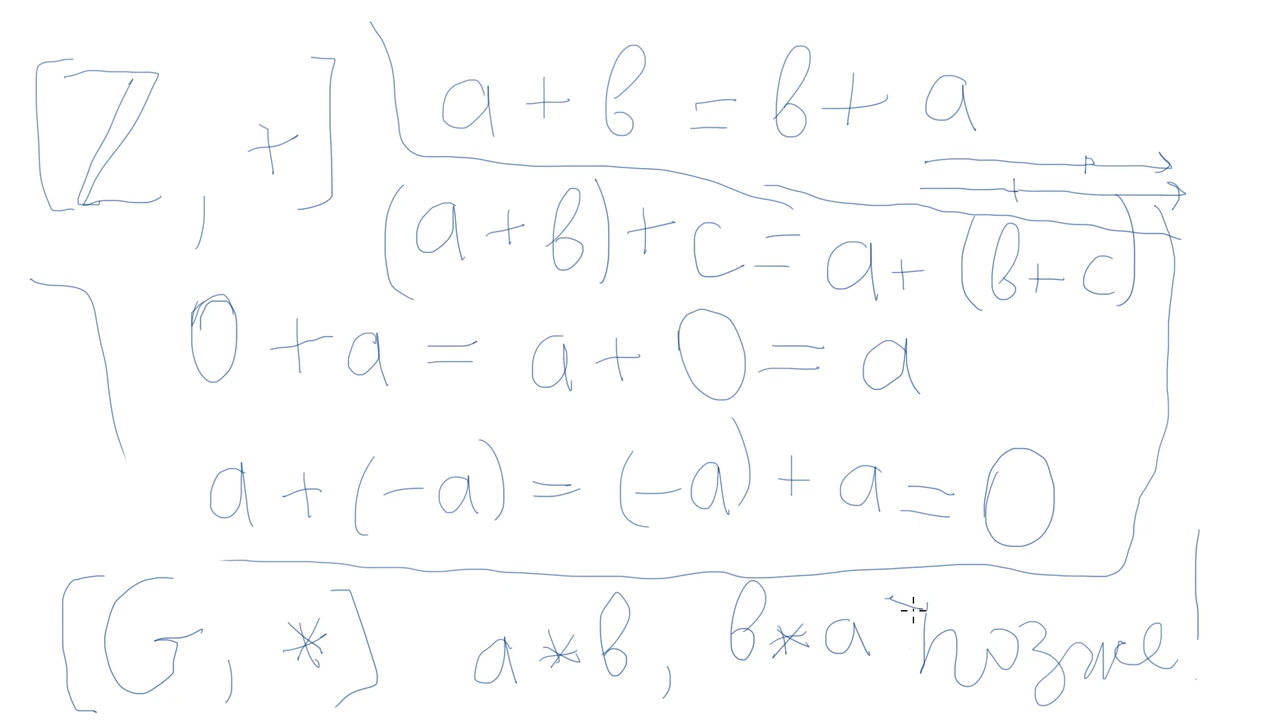 [ℤ, +] a + b = b + a
(a + b) + c = a + (b + c)
0 + a = a + 0 = a
a + (-a) = (-a) + a = 0
[G, *] a * b, b * a позже!